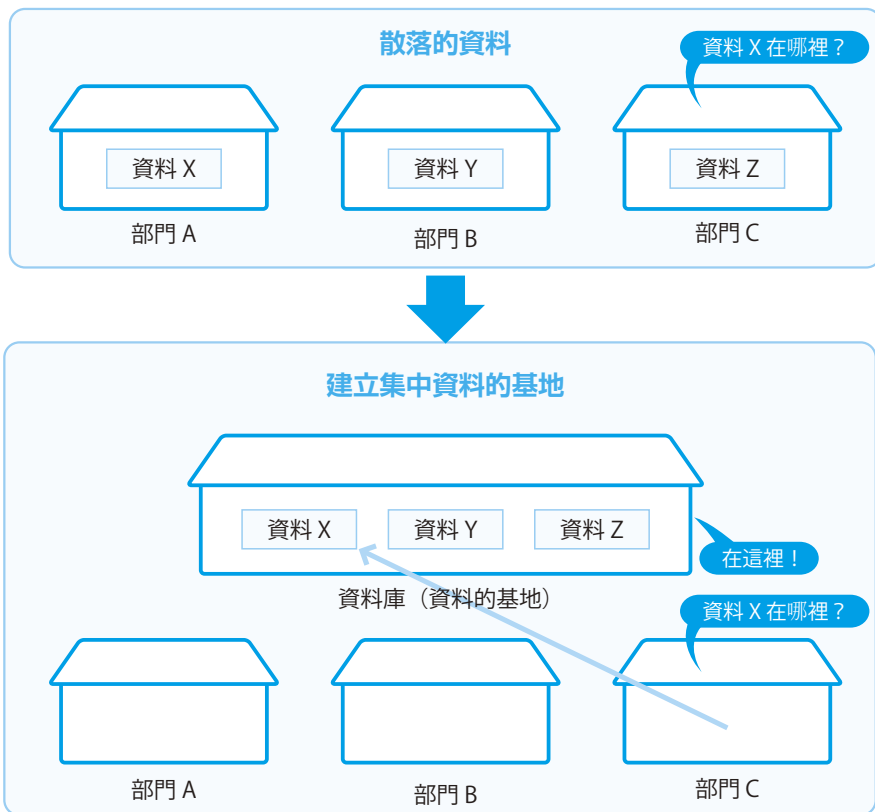 散落的資料
資料 X 在哪裡？
資料 X
資料 Y
資料 Z
部門 A
部門 B
部門 C
建立集中資料的基地
資料 X
資料 Y
資料 Z
在這裡！
資料庫（資料的基地）
資料 X 在哪裡？
部門 A
部門 B
部門 C